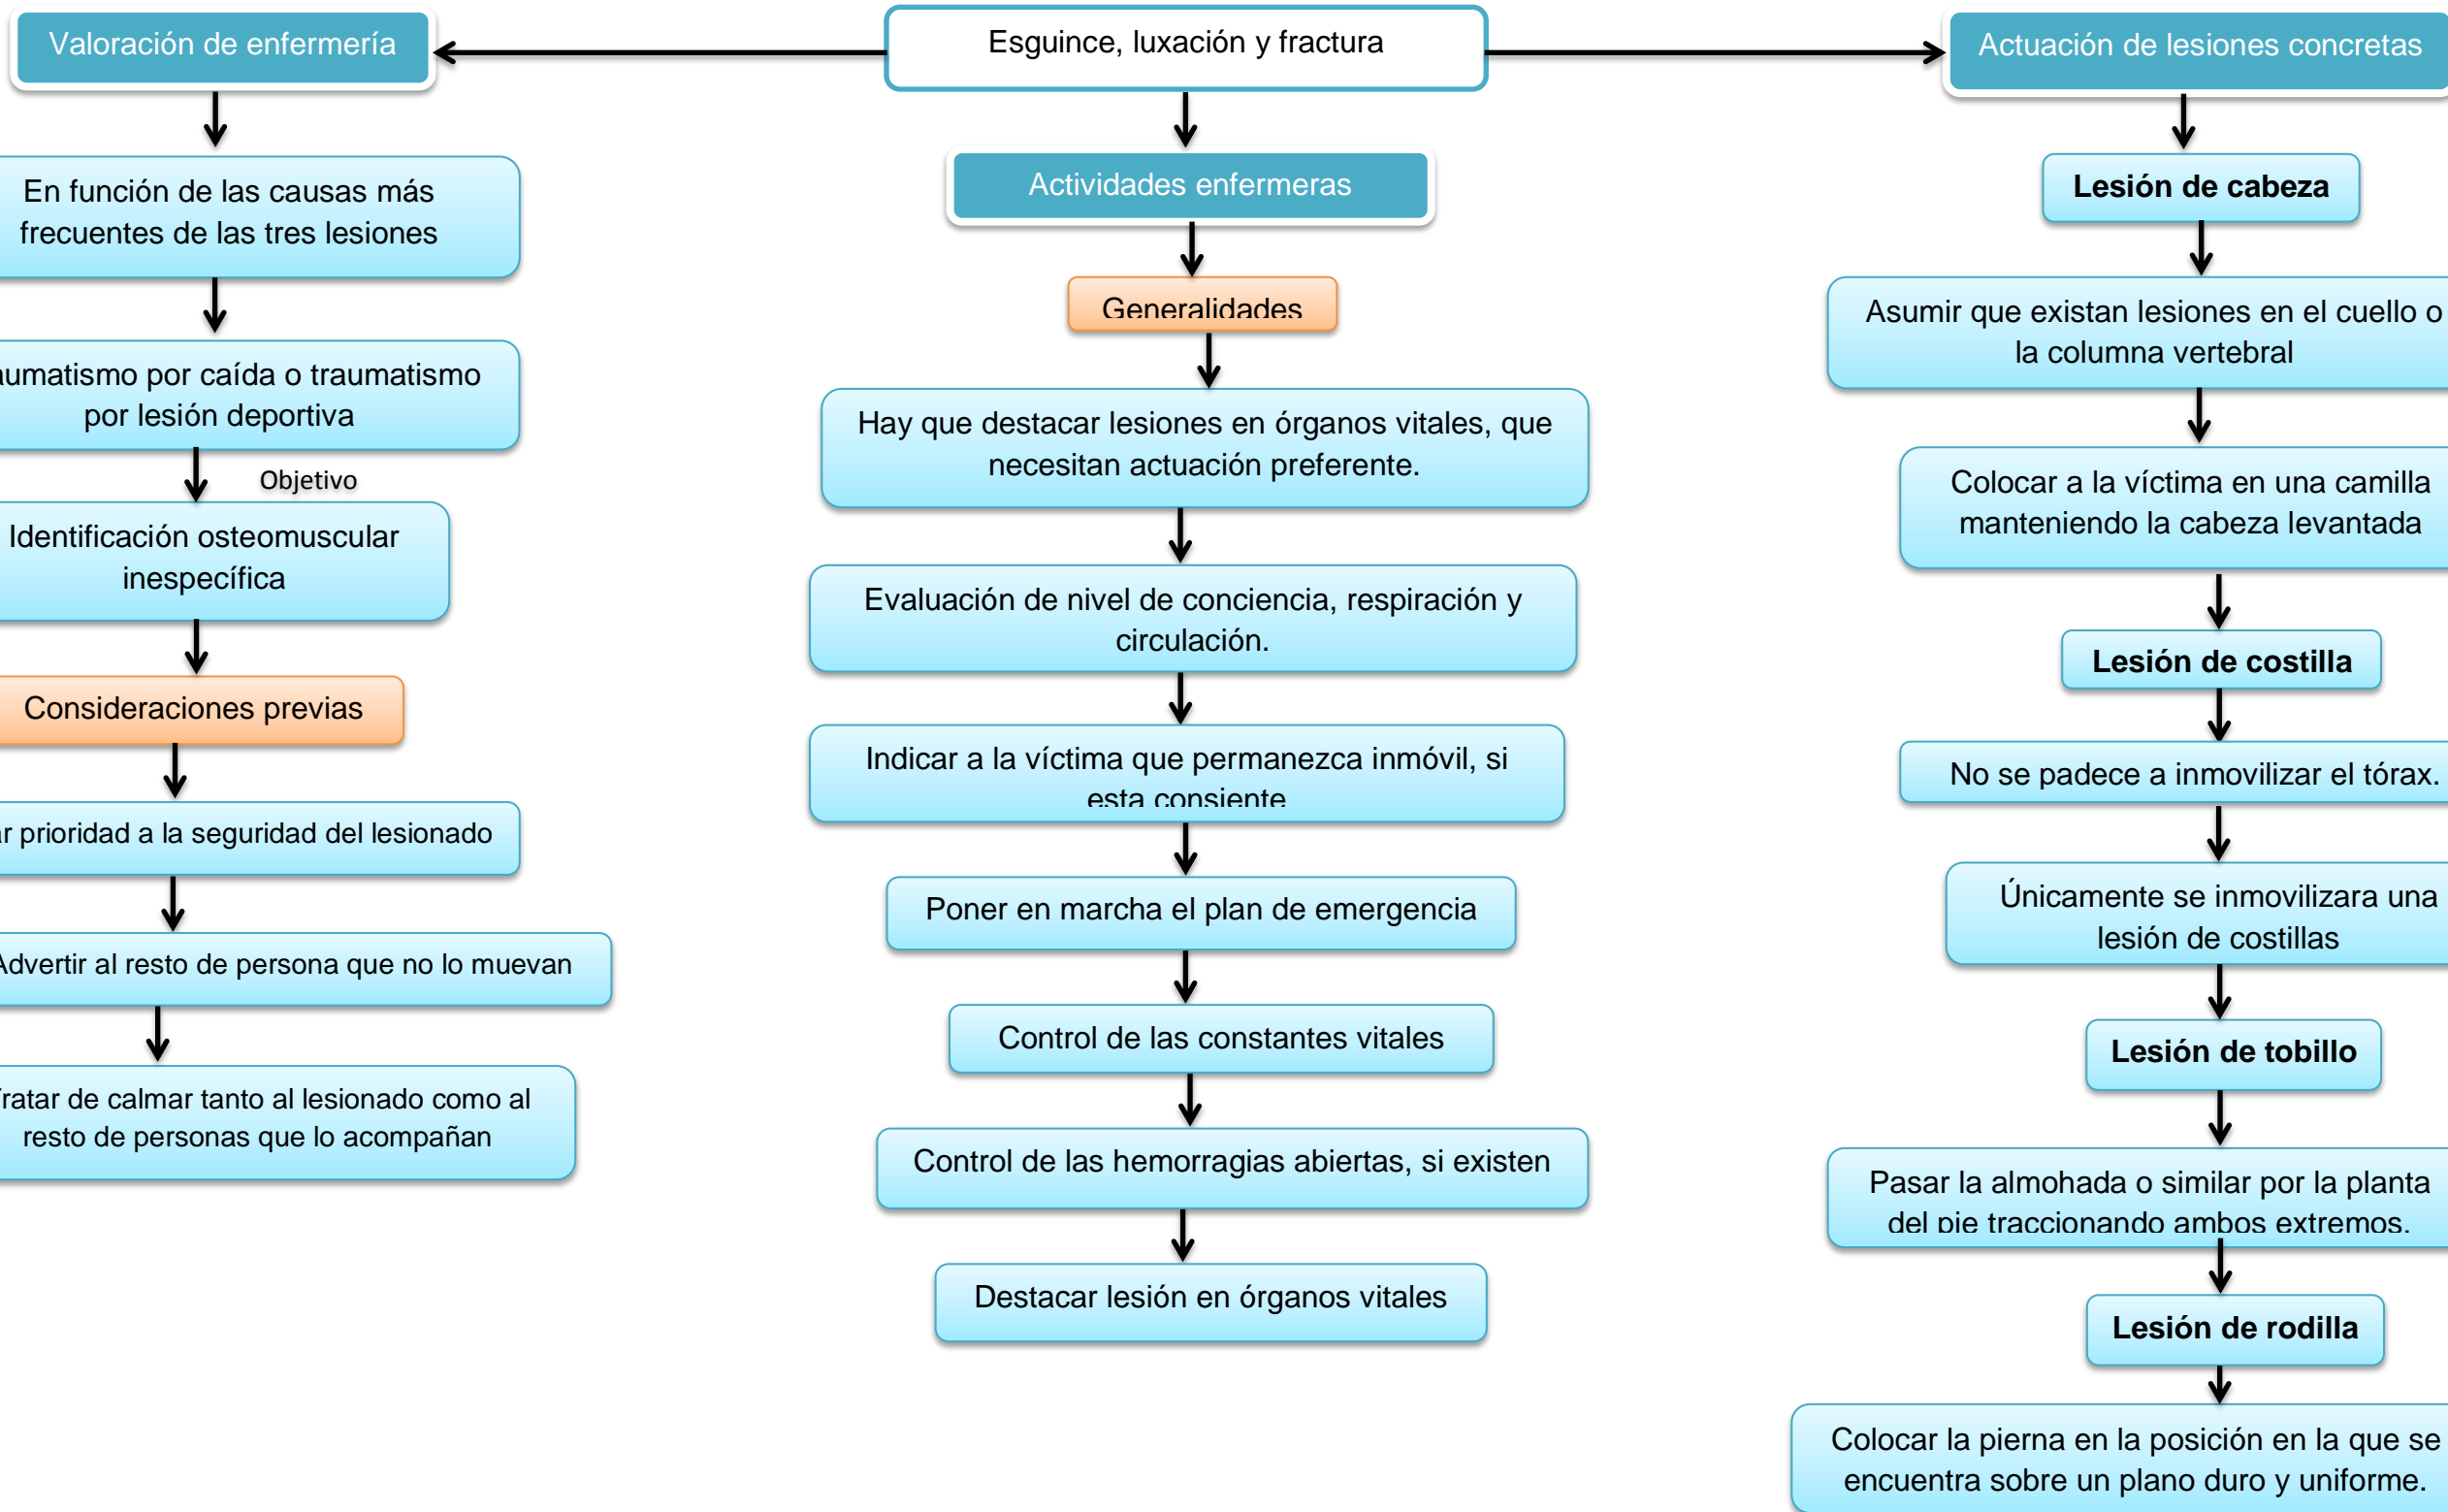 Esguince, luxación y fractura
Valoración de enfermería
En función de las causas más
frecuentes de las tres lesiones
aumatismo por caída o traumatismo
por lesión deportiva
Objetivo
Identificación osteomuscular
inespecífica
Consideraciones previas
ar prioridad a la seguridad del lesionado
Advertir al resto de persona que no lo muevan
Tratar de calmar tanto al lesionado como al
resto de personas que lo acompañan
Actividades enfermeras
Generalidades
Hay que destacar lesiones en órganos vitales, que
necesitan actuación preferente.
Evaluación de nivel de conciencia, respiración y
circulación.
Indicar a la víctima que permanezca inmóvil, si
esta consiente
Poner en marcha el plan de emergencia
Control de las constantes vitales
Control de las hemorragias abiertas, si existen
Destacar lesión en órganos vitales
Actuación de lesiones concretas
Lesión de cabeza
Asumir que existan lesiones en el cuello o
la columna vertebral
Colocar a la víctima en una camilla
manteniendo la cabeza levantada
Lesión de costilla
No se padece a inmovilizar el tórax.
Únicamente se inmovilizara una
lesión de costillas
Lesión de tobillo
Pasar la almohada o similar por la planta
del pie traccionando ambos extremos.
Lesión de rodilla
Colocar la pierna en la posición en la que se
encuentra sobre un plano duro y uniforme.